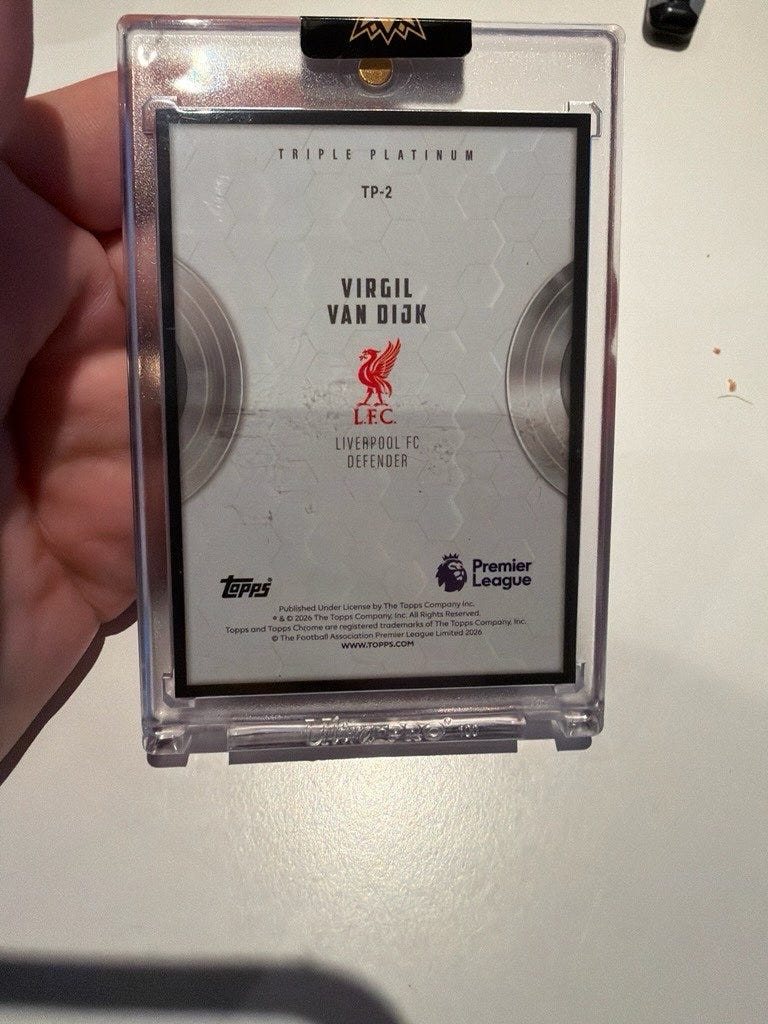 TRIPLE PLATINUM
TP-2
VIRGIL
VAN DIJK
L.F.C.
LIVERPOOL FC
DEFENDER
topps®
Premier
League
Published Under License by The Topps Company Inc.
® & © 2026 The Topps Company, Inc. All Rights Reserved.
Topps and Topps Chrome are registered trademarks of The Topps Company, Inc.
© The Football Association Premier League Limited 2026
WWW.TOPPS.COM
Ultra PRO®